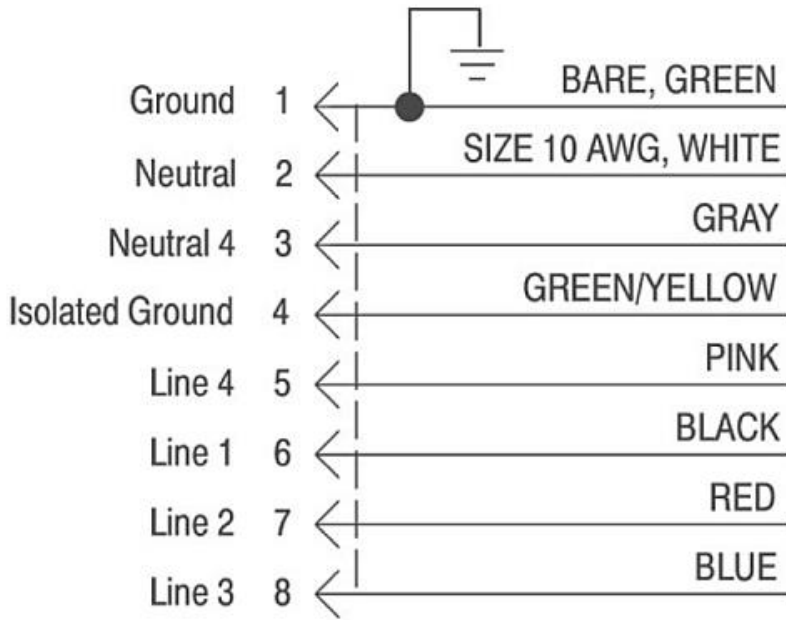 Ground 1 BARE, GREEN
Neutral 2 SIZE 10 AWG, WHITE
Neutral 4 3 GRAY
Isolated Ground 4 GREEN/YELLOW
Line 4 5 PINK
Line 1 6 BLACK
Line 2 7 RED
Line 3 8 BLUE